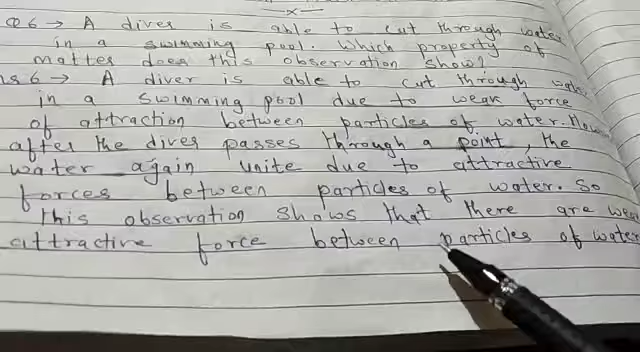 Q6 → A diver is able to cut through water
in a swimming pool. Which property of
matter does this observation show?
ns 6 → A diver is able to cut through wate
in a swimming pool due to weak force
of attraction between particles of water. How
after the diver passes through a point, the
water again unite due to attractive
forces between particles of water. So
this observation shows that there are wea
attractive force between particles of water